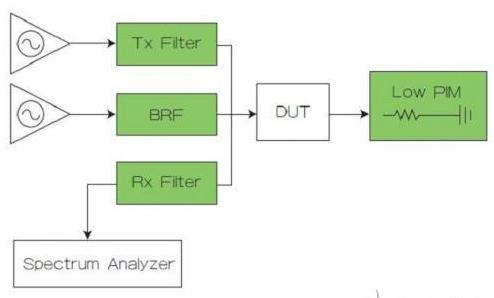 Tx Filter
BRF
Rx Filter
DUT
Low PIM
Spectrum Analyzer